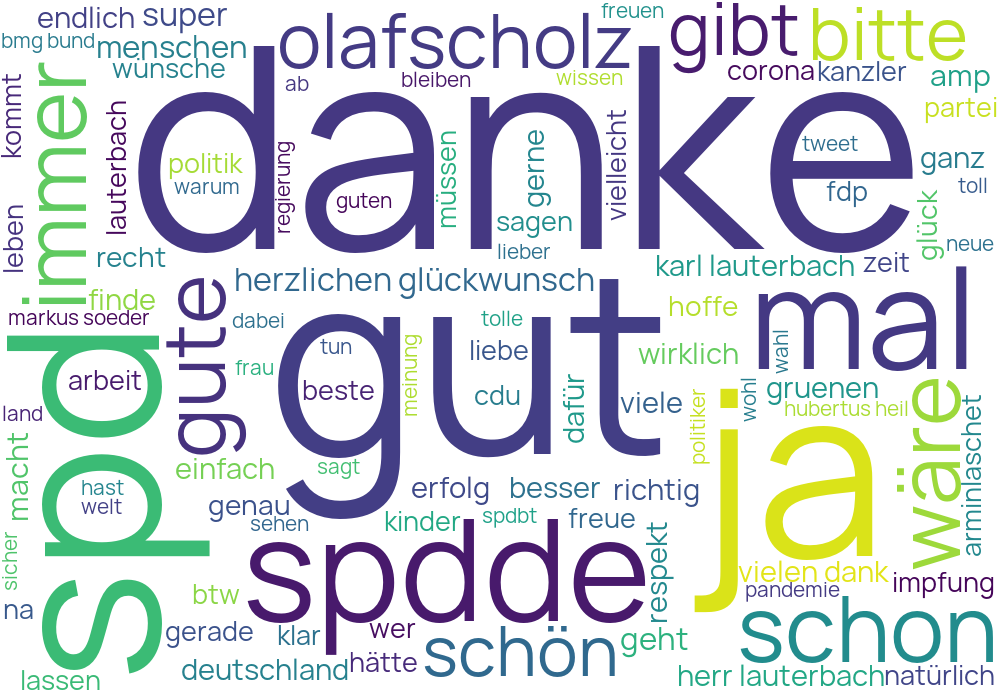 endlich
super
olafscholz
freuen
gibt
bitte
bmg bund
menschen
wünsche
ab
bleiben
wissen
corona
kanzler
amp
partei
kommt
immer
lauterbach
danke
politik
warum
regierung
guten
müssen
gerne
sagen
lieber
vielleicht
tweet
fdp
ganz
toll
glück
neue
leben
recht
herzlichen glückwunsch
karl lauterbach
zeit
finde
markus soeder
gute
dabei
frau
gut
tun
beste
meinung
tolle
liebe
cdu
dafür
viele
wirklich
hoffe
mal
wahl
wohl
gruenen
hubertus heil
politiker
spd
arbeit
land
macht
hast
welt
sicher
einfach
genau
sagt
sehen
erfolg
besser
richtig
kinder
spdbt
freue
respekt
ja
wäre
arminlaschet
vielen dank
pandemie
impfung
na
btw
spdde
gerade
klar
wer
schön
geht
schon
lassen
deutschland
hätte
herr lauterbach
natürlich